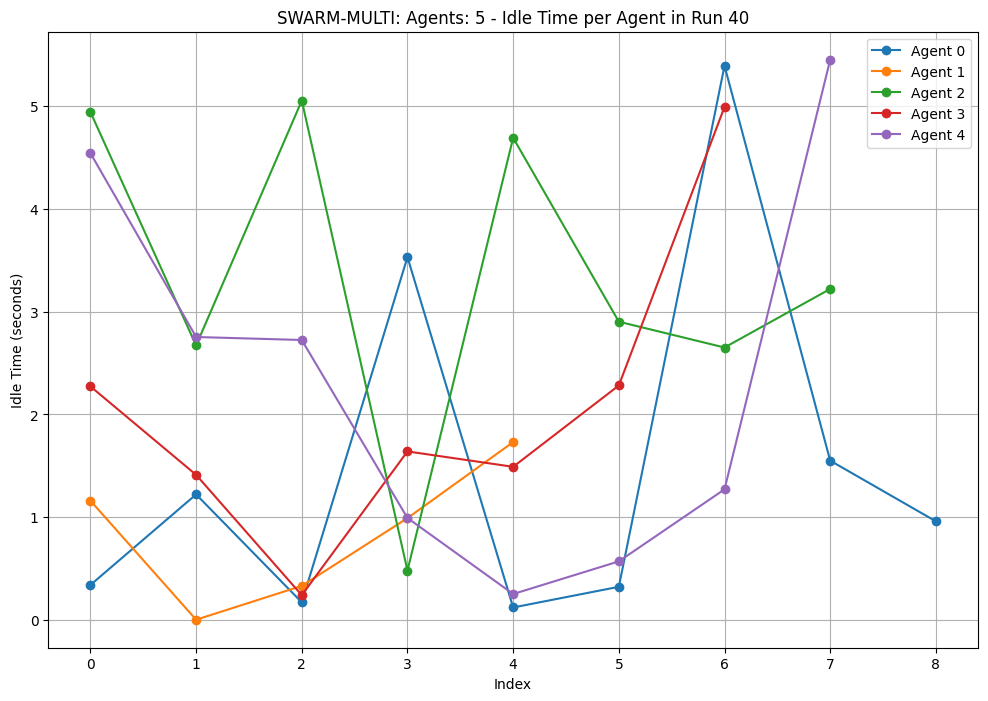 SWARM-MULTI: Agents: 5 - Idle Time per Agent in Run 40
Agent 0
Agent 1
Agent 2
Agent 3
Agent 4
Idle Time (seconds)
5
4
3
2
1
0
0 1 2 3 4 5 6 7 8
Index